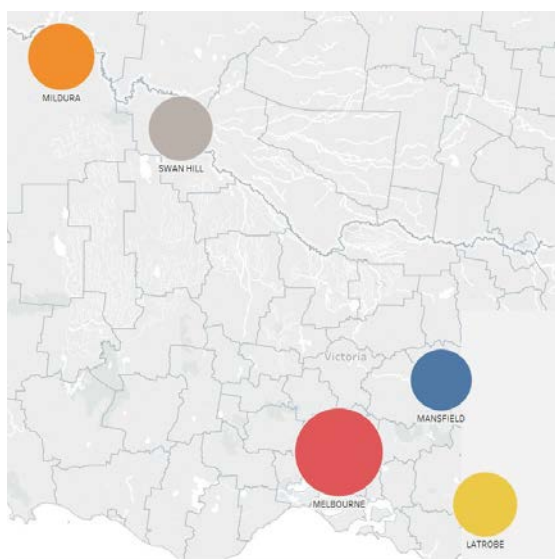 MILDURA
SWAN HILL
Victoria
MANSFIELD
MELBOURNE
LATROBE